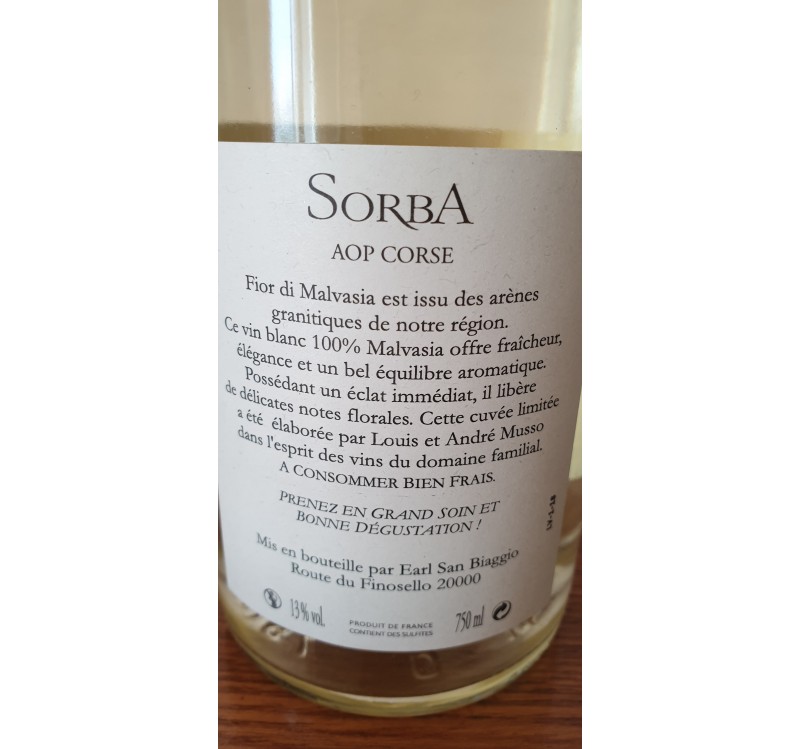 SORBA
AOP CORSE
Fior di Malvasia est issu des arènes
granitiques de notre région.
Ce vin blanc 100% Malvasia offre fraîcheur,
élégance et un bel équilibre aromatique.
Possédant un éclat immédiat, il libère
de délicates notes florales. Cette cuvée limitée
a été élaborée par Louis et André Musso
dans l'esprit des vins du domaine familial.
A CONSOMMER BIEN FRAIS.
PRENEZ EN GRAND SOIN ET
BONNE DÉGUSTATION !
Mis en bouteille par Earl San Biaggio
Route du Finosello 20000
13% vol.
PRODUIT DE FRANCE
CONTIENT DES SULFITES
750 ml